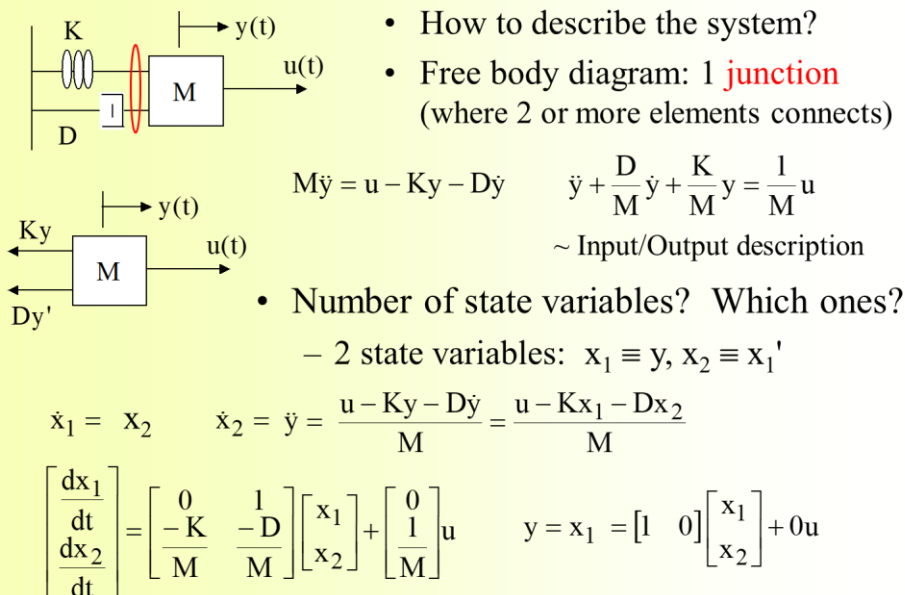 K
y(t)
u(t)
M
D
• How to describe the system?
• Free body diagram: 1 junction
(where 2 or more elements connects)
Mÿ = u − Ky − Dẏ    ÿ + D/M ẏ + K/M y = 1/M u
~ Input/Output description
y(t)
Ky
u(t)
M
Dy'
• Number of state variables? Which ones?
– 2 state variables: x₁ ≡ y, x₂ ≡ x₁'
ẋ₁ = x₂    ẋ₂ = ÿ = (u − Ky − Dẏ)/M = (u − Kx₁ − Dx₂)/M
[dx₁/dt; dx₂/dt] = [0 1; −K/M −D/M][x₁; x₂] + [0; 1/M]u    y = x₁ = [1 0][x₁; x₂] + 0u